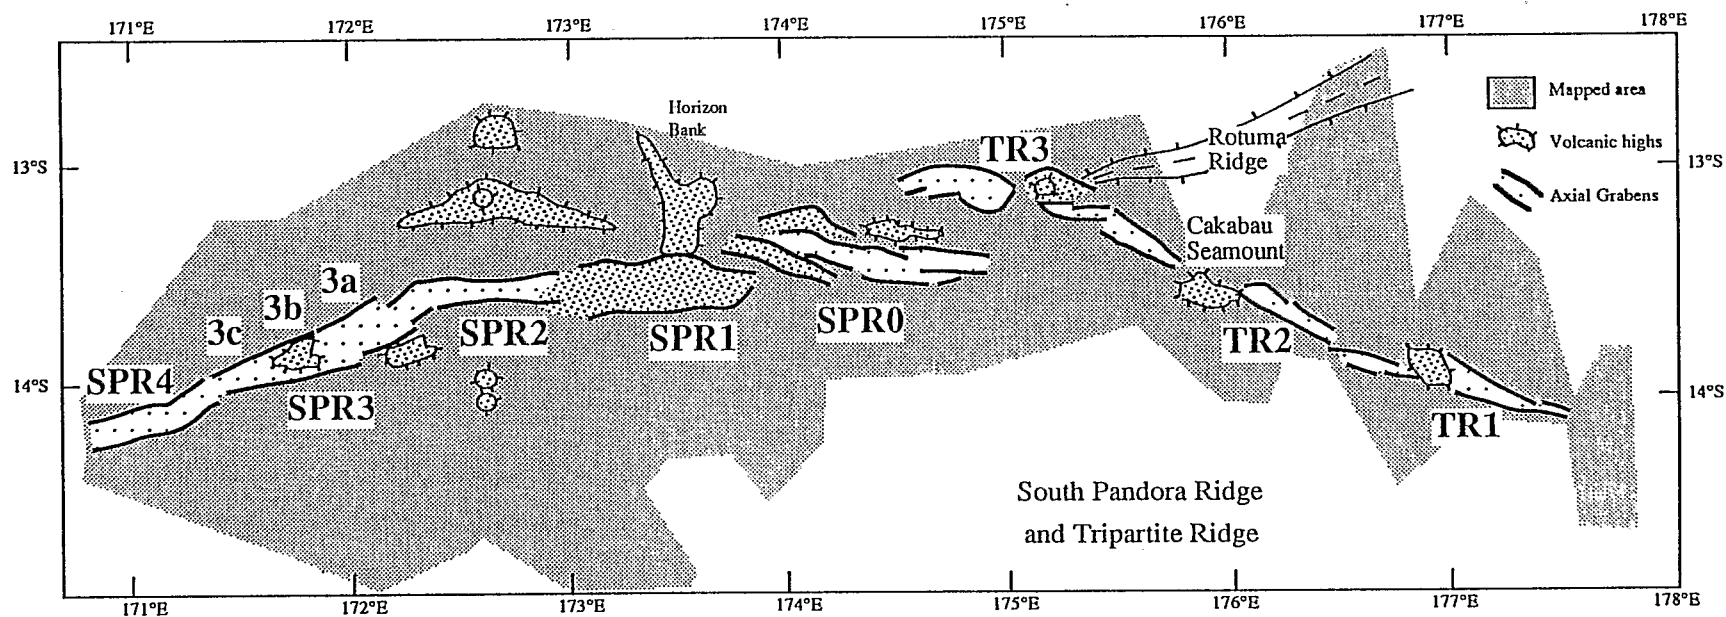 171°E 172°E 173°E 174°E 175°E 176°E 177°E 178°E
Horizon
Bank
Mapped area
Volcanic highs
Axial Grabens
13°S
13°S
TR3
Rotuma
Ridge
Cakabau
Seamount
3a
3b
3c
SPR4
SPR3
SPR2
SPR1
SPR0
TR2
TR1
14°S
14°S
South Pandora Ridge
and Tripartite Ridge
171°E 172°E 173°E 174°E 175°E 176°E 177°E 178°E